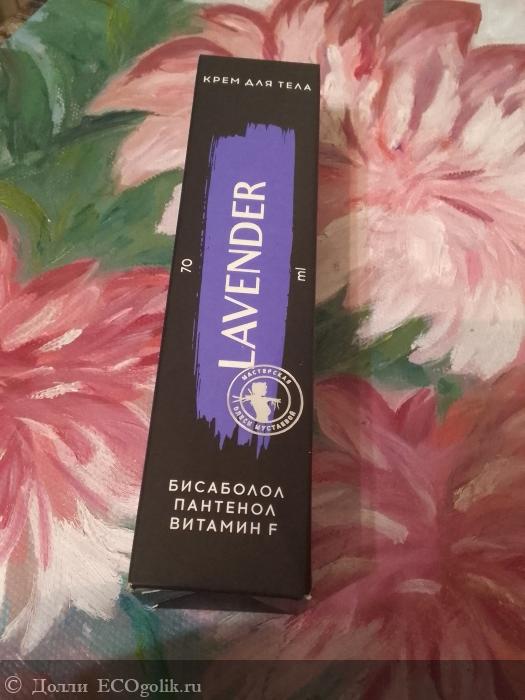 КРЕМ ДЛЯ ТЕЛА
LAVENDER
70 ml
МАСТЕРСКАЯ
ОЛЕСИ МУСТАЕВОЙ
БИСАБОЛОЛ
ПАНТЕНОЛ
ВИТАМИН F
© Долли ECOgolik.ru